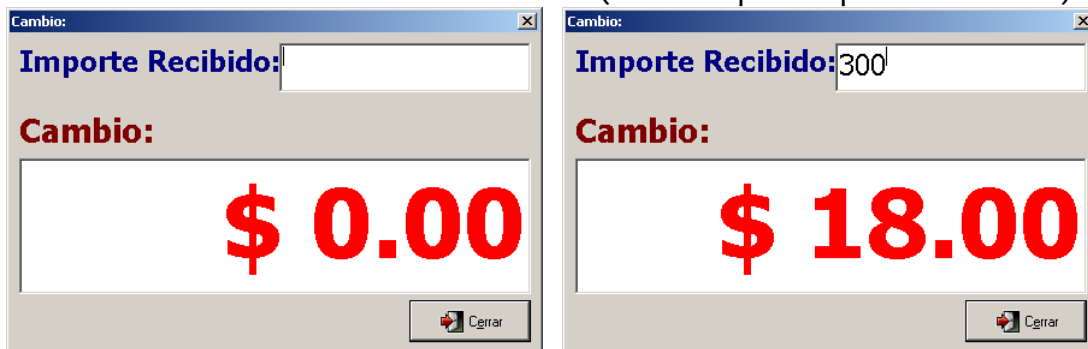 Cambio:
Importe Recibido:
Cambio:
$ 0.00
Cerrar
Cambio:
Importe Recibido: 300
Cambio:
$ 18.00
Cerrar